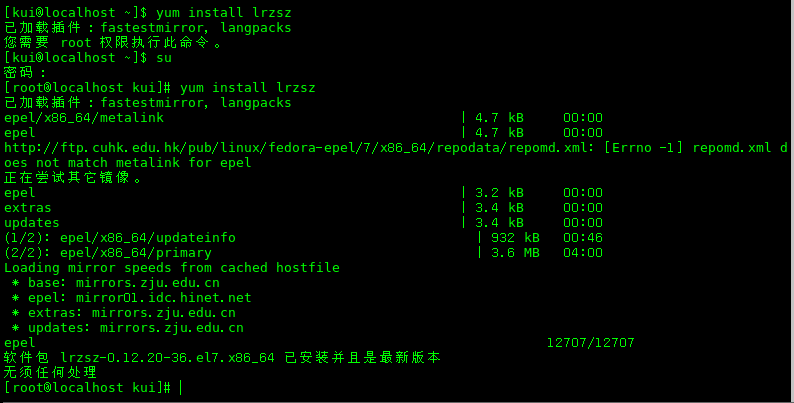 [kui@localhost ~]$ yum install lrzsz
已加载插件：fastestmirror, langpacks
您需要 root 权限执行此命令。
[kui@localhost ~]$ su
密码：
[root@localhost kui]# yum install lrzsz
已加载插件：fastestmirror, langpacks
epel/x86_64/metalink | 4.7 kB 00:00
epel | 4.7 kB 00:00
http://ftp.cuhk.edu.hk/pub/linux/fedora-epel/7/x86_64/repodata/repomd.xml: [Errno -1] repomd.xml d
oes not match metalink for epel
正在尝试其它镜像。
epel | 3.2 kB 00:00
extras | 3.4 kB 00:00
updates | 3.4 kB 00:00
(1/2): epel/x86_64/updateinfo | 932 kB 00:46
(2/2): epel/x86_64/primary | 3.6 MB 04:00
Loading mirror speeds from cached hostfile
* base: mirrors.zju.edu.cn
* epel: mirror01.idc.hinet.net
* extras: mirrors.zju.edu.cn
* updates: mirrors.zju.edu.cn
epel 12707/12707
软件包 lrzsz-0.12.20-36.el7.x86_64 已安装并且是最新版本
无须任何处理
[root@localhost kui]#